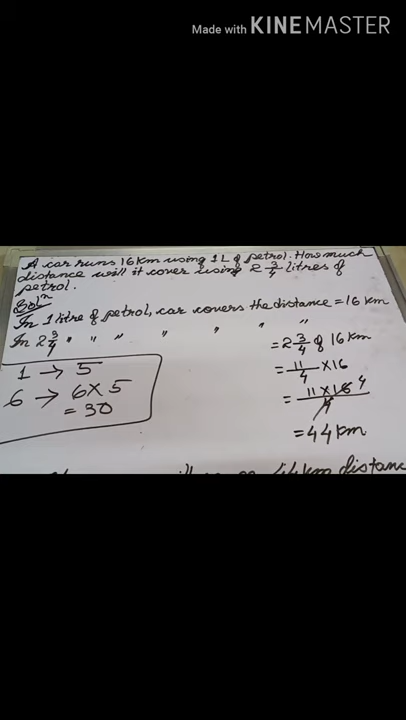 Made with KINEMASTER
A car runs 16 km using 1 L of petrol. How much
distance will it cover using 2 3/4 litres of
petrol.
Solⁿ
In 1 litre of petrol, car covers the distance = 16 km
In 2 3/4 " " " " " " "
= 2 3/4 of 16 km
= 11/4 × 16
= 11 × 16 4 / 4
= 44 km
1 → 5
6 → 6 × 5
= 30
44 km distanc